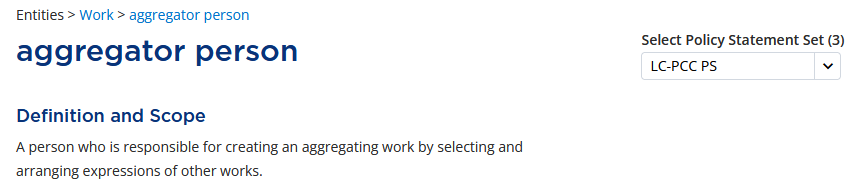 Entities > Work > aggregator person
aggregator person
Select Policy Statement Set (3)
LC-PCC PS
Definition and Scope
A person who is responsible for creating an aggregating work by selecting and
arranging expressions of other works.